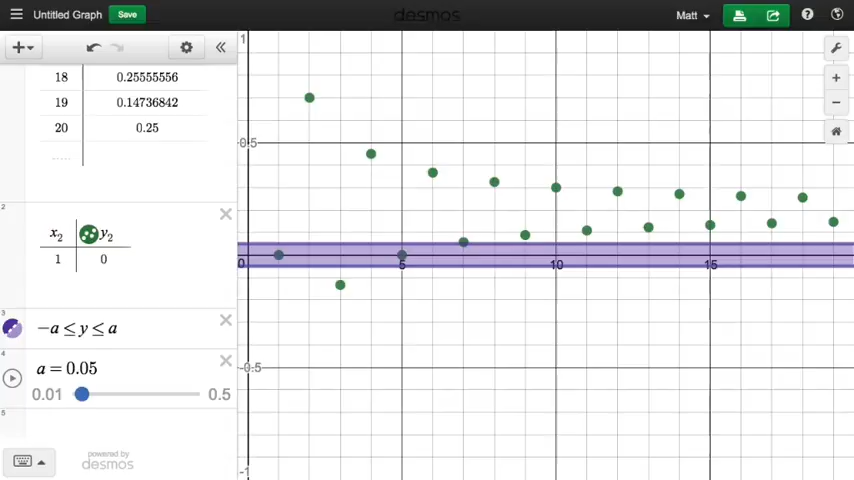 Untitled Graph
Save
desmos
Matt
18 0.25555556
19 0.14736842
20 0.25
2
x₂ y₂
1 0
3
−a ≤ y ≤ a
4
a = 0.05
0.01 0.5
5
powered by
desmos
1
0.5
0
5
10
15
-0.5
-1